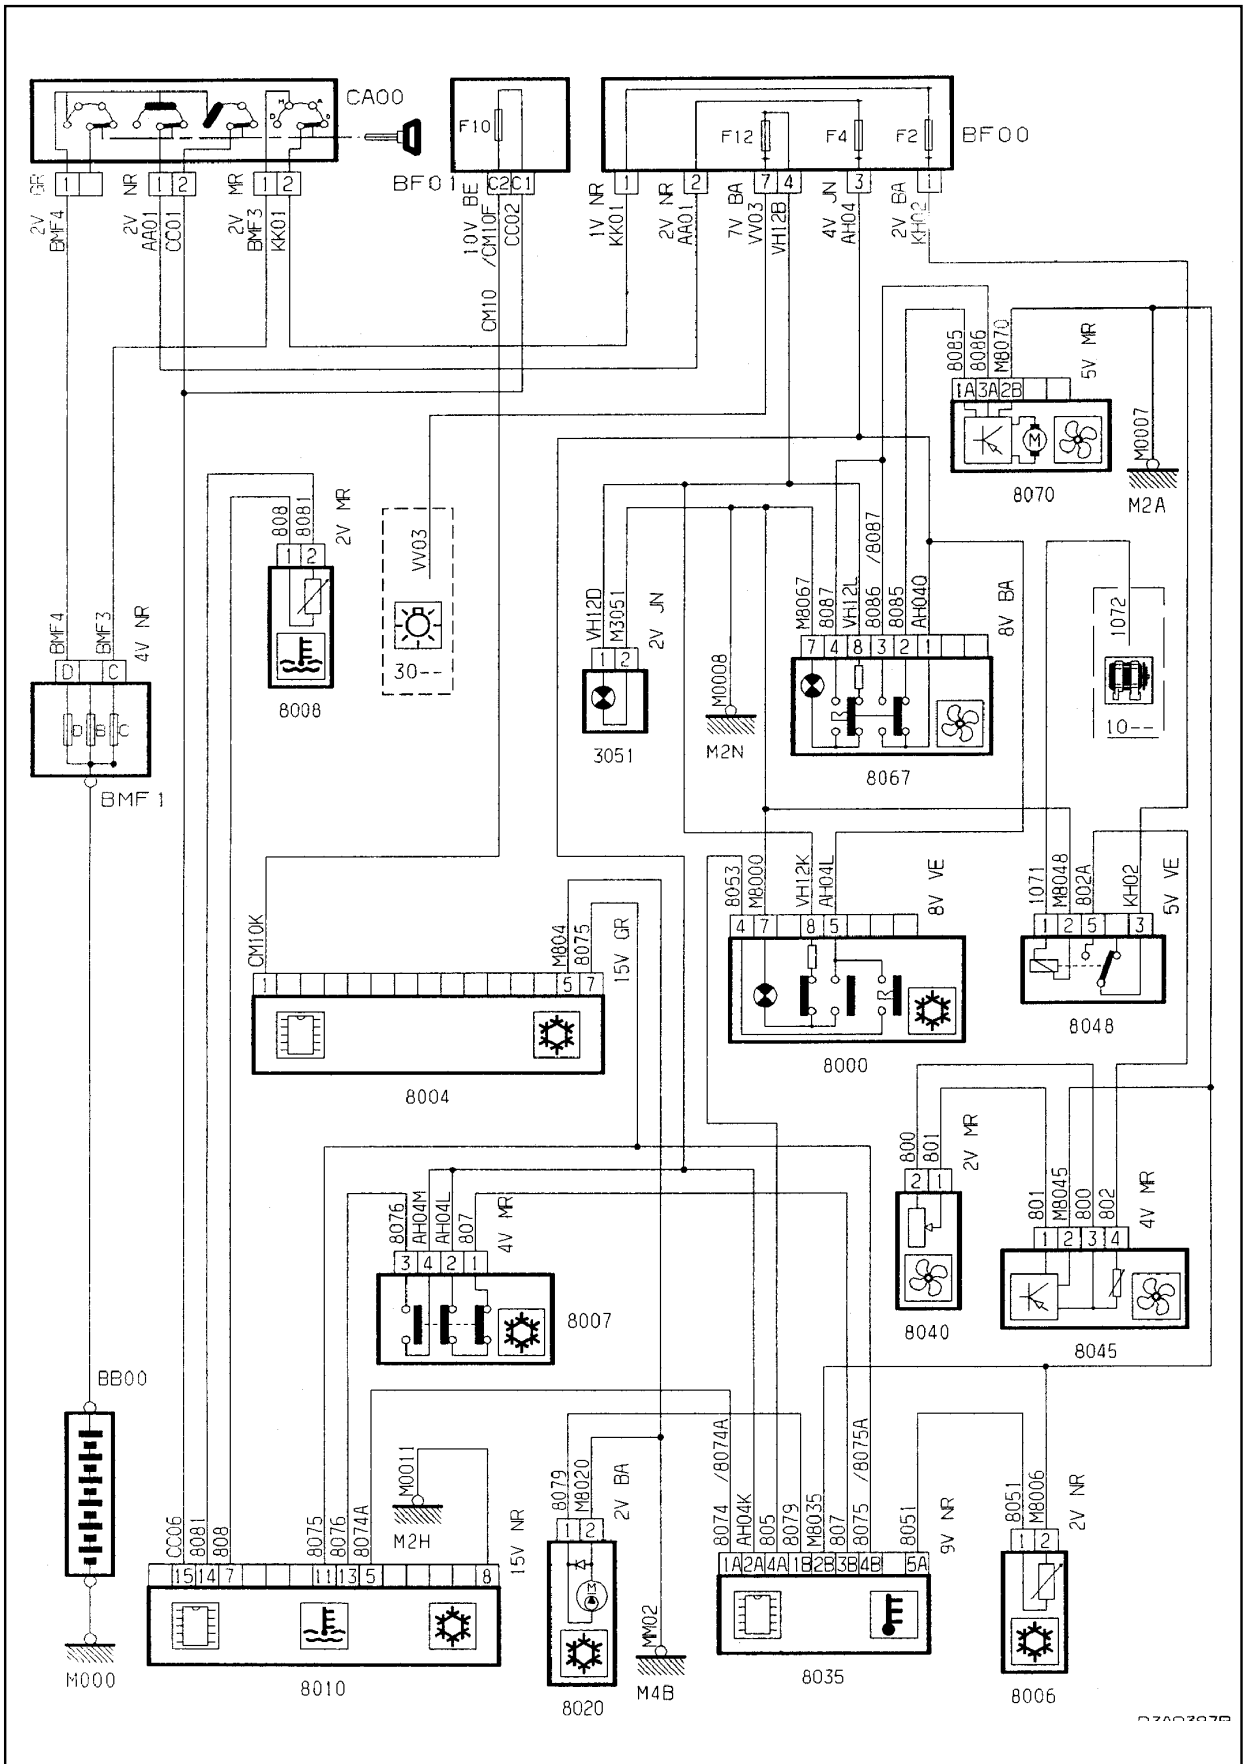 CA00
H
A
D
D
F10
BF01
F12
F4
F2
BF00
1
1 2
1 2
C2 C1
1
2
7 4
3
1
2V GR
BMF4
2V NR
AA01
CC01
2V MR
BMF3
KK01
10V BE
CM10 /CM10F
CC02
1V NR
KK01
2V NR
AA01
7V BA
VV03
VH12B
4V JN
AH04
2V BA
KH02
8085
8086
M8070
5V MR
1A 3A 2B
M
8070
M0007
M2A
808
8081
2V MR
1 2
8008
VV03
30--
VH12D
M3051
2V JN
1 2
3051
M0008
M2N
M8067
8087
VH12L
8086 /8087
8085
AH040
8V BA
7 4 8 3 2 1
R
8067
1072
10--
BMF4
BMF3
4V NR
D C
D B C
BMF1
CM10K
M804
8075
15V GR
1 5 7
8004
8053
M8000
VH12K
AH04L
8V VE
4 7 8 5
R
8000
1071
M8048
802A
KH02
5V VE
1 2 5 3
8048
800
801
2V MR
2 1
8040
801
M8045
800
802
4V MR
1 2 3 4
8045
8076
AH04M
AH04L
807
4V MR
3 4 2 1
8007
BB00
M000
CC06
8081
808
8075
8076
8074A
M0011
M2H
15V NR
15 14 7 11 13 5 8
8010
8079
M8020
2V BA
1 2
M
8020
MM02
M4B
8074 /8074A
AH04K
805
8079
M8035
807
8075 /8075A
8051
9V NR
1A 2A 4A 1B 2B 3B 4B 5A
8035
8051
M8006
2V NR
1 2
8006